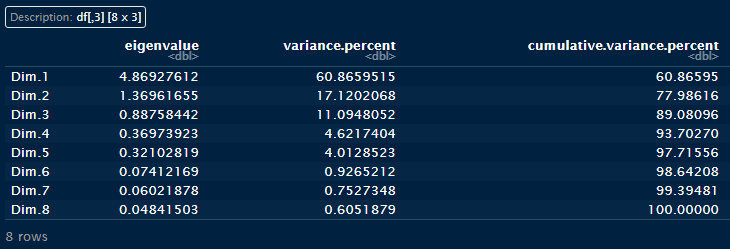 Description: df[,3] [8 x 3]
eigenvalue variance.percent cumulative.variance.percent
<dbl> <dbl> <dbl>
Dim.1 4.86927612 60.8659515 60.86595
Dim.2 1.36961655 17.1202068 77.98616
Dim.3 0.88758442 11.0948052 89.08096
Dim.4 0.36973923 4.6217404 93.70270
Dim.5 0.32102819 4.0128523 97.71556
Dim.6 0.07412169 0.9265212 98.64208
Dim.7 0.06021878 0.7527348 99.39481
Dim.8 0.04841503 0.6051879 100.00000
8 rows